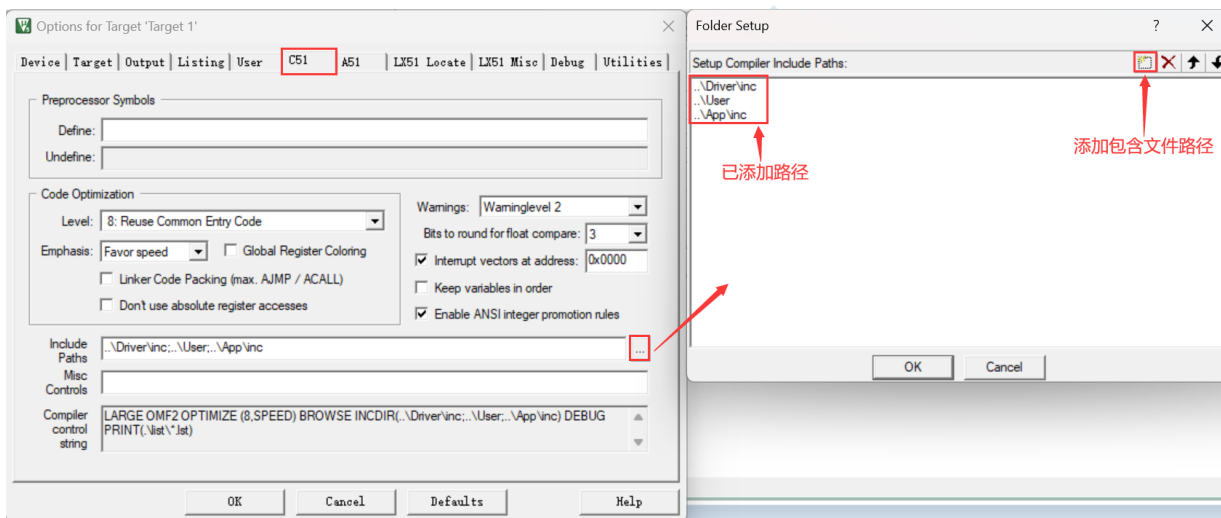 Options for Target 'Target 1'
Device Target Output Listing User C51 A51 LX51 Locate LX51 Misc Debug Utilities
Preprocessor Symbols
Define:
Undefine:
Code Optimization
Level: 8: Reuse Common Entry Code
Emphasis: Favor speed Global Register Coloring
Linker Code Packing (max. AJMP / ACALL)
Don't use absolute register accesses
Warnings: Warninglevel 2
Bits to round for float compare: 3
Interrupt vectors at address: 0x0000
Keep variables in order
Enable ANSI integer promotion rules
Include Paths ..\Driver\inc;..\User;..\App\inc ...
Misc Controls
Compiler control string LARGE OMF2 OPTIMIZE (8,SPEED) BROWSE INCDIR(..\Driver\inc;..\User;..\App\inc) DEBUG
PRINT(.\list\*.lst)
OK Cancel Defaults Help
Folder Setup ?
Setup Compiler Include Paths:
..\Driver\inc
..\User
..\App\inc
已添加路径
添加包含文件路径
OK Cancel